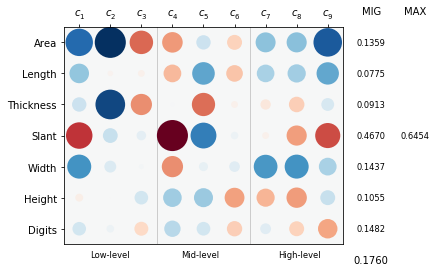 c1 c2 c3 c4 c5 c6 c7 c8 c9 MIG MAX
Area 0.1359
Length 0.0775
Thickness 0.0913
Slant 0.4670 0.6454
Width 0.1437
Height 0.1055
Digits 0.1482
Low-level Mid-level High-level 0.1760